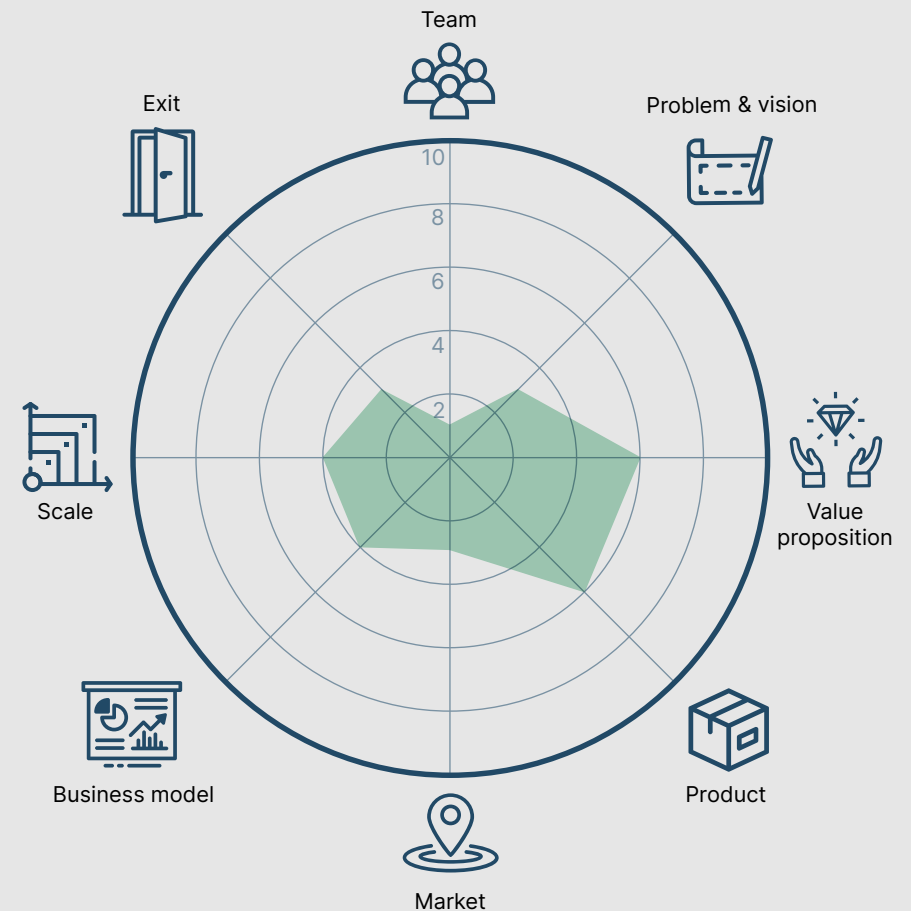 Team
Exit
Problem & vision
10
8
6
4
2
Scale
Value
proposition
Business model
Product
Market